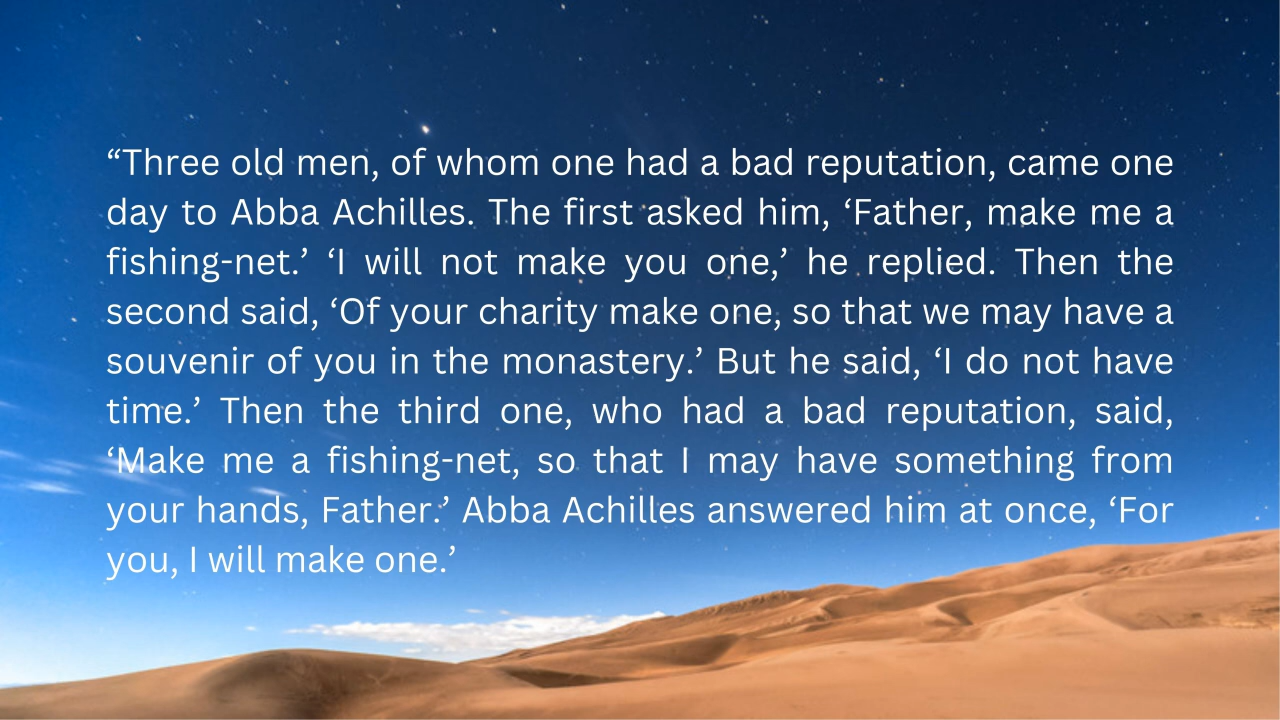 “Three old men, of whom one had a bad reputation, came one
day to Abba Achilles. The first asked him, ‘Father, make me a
fishing-net.’ ‘I will not make you one,’ he replied. Then the
second said, ‘Of your charity make one, so that we may have a
souvenir of you in the monastery.’ But he said, ‘I do not have
time.’ Then the third one, who had a bad reputation, said,
‘Make me a fishing-net, so that I may have something from
your hands, Father.’ Abba Achilles answered him at once, ‘For
you, I will make one.’